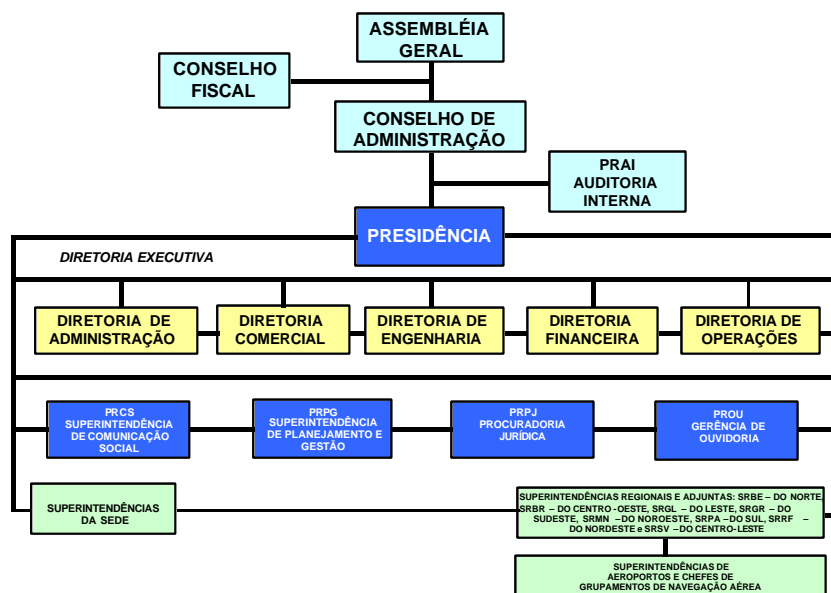 ASSEMBLÉIA
GERAL
CONSELHO
FISCAL
CONSELHO DE
ADMINISTRAÇÃO
PRAI
AUDITORIA
INTERNA
PRESIDÊNCIA
DIRETORIA EXECUTIVA
DIRETORIA DE
ADMINISTRAÇÃO
DIRETORIA
COMERCIAL
DIRETORIA DE
ENGENHARIA
DIRETORIA
FINANCEIRA
DIRETORIA DE
OPERAÇÕES
PRCS
SUPERINTENDÊNCIA
DE COMUNICAÇÃO
SOCIAL
PRPG
SUPERINTENDÊNCIA
DE PLANEJAMENTO E
GESTÃO
PRPJ
PROCURADORIA
JURÍDICA
PROU
GERÊNCIA DE
OUVIDORIA
SUPERINTENDÊNCIAS
DA SEDE
SUPERINTENDÊNCIAS REGIONAIS E ADJUNTAS: SRBE – DO NORTE,
SRBR – DO CENTRO-OESTE, SRGL – DO LESTE, SRGR – DO
SUDESTE, SRMN –DO NOROESTE, SRPA –DO SUL, SRRF –
DO NORDESTE e SRSV –DO CENTRO-LESTE
SUPERINTENDÊNCIAS DE
AEROPORTOS E CHEFES DE
GRUPAMENTOS DE NAVEGAÇÃO AÉREA